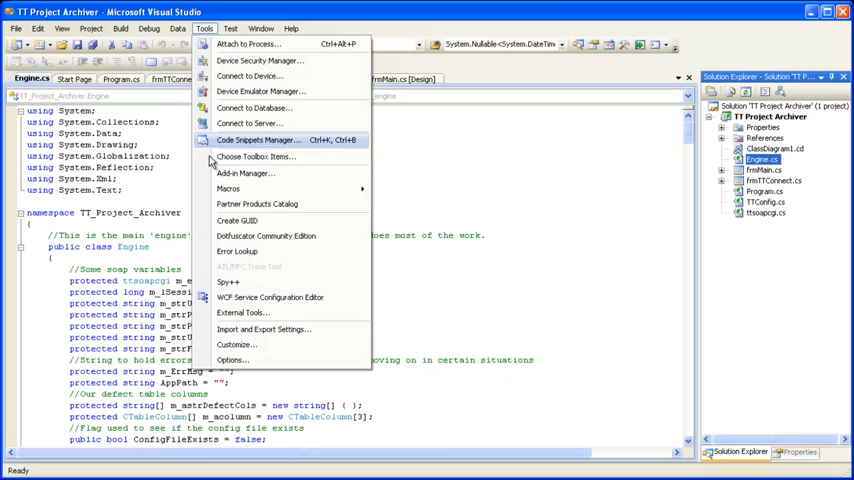 TT Project Archiver - Microsoft Visual Studio
File Edit View Project Build Debug Data Tools Test Window Help
System.Nullable<System.DateTime
Engine.cs Start Page Program.cs frmMain.cs [Design]
TT_Project_Archiver.Engine
using System;
using System.Collections;
using System.Data;
using System.Drawing;
using System.Globalization;
using System.Reflection;
using System.Xml;
using System.Text;
namespace TT_Project_Archiver
{
//This is the main 'engine' does most of the work.
public class Engine
{
//Some soap variables
protected ttsoapcgi
protected long
protected string
protected string
protected string
//String to hold errors oving on in certain situations
protected string m_ErrMsg = "";
protected string AppPath = "";
//Our defect table columns
protected string[] m_astrDefectCols = new string[] { };
protected CTableColumn[] m_acolumn = new CTableColumn[3];
//Flag used to see if the config file exists
public bool ConfigFileExists = false;
Attach to Process... Ctrl+Alt+P
Device Security Manager...
Connect to Device...
Device Emulator Manager...
Connect to Database...
Connect to Server...
Code Snippets Manager... Ctrl+K, Ctrl+B
Choose Toolbox Items...
Add-in Manager...
Macros
Partner Products Catalog
Create GUID
Dotfuscator Community Edition
Error Lookup
ATL/MFC Trace Tool
Spy++
WCF Service Configuration Editor
External Tools...
Import and Export Settings...
Customize...
Options...
Solution Explorer - Solution 'TT P...
Solution 'TT Project Archiver' (1 project)
TT Project Archiver
Properties
References
ClassDiagram1.cd
Engine.cs
frmMain.cs
frmTTConnect.cs
Program.cs
TTConfig.cs
ttsoapcgi.cs
Solution Explorer Properties
Ready